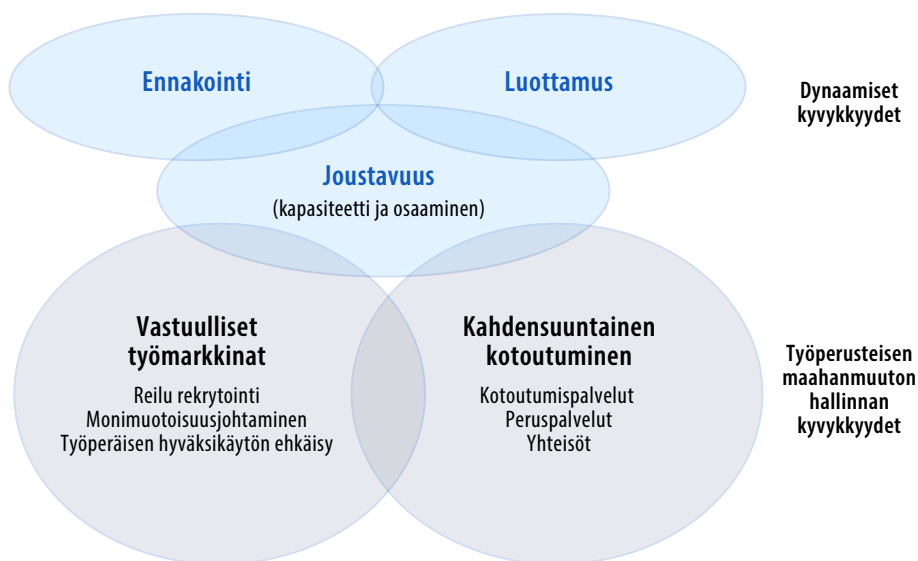 Ennakointi
Luottamus
Dynaamiset
kyvykkyydet
Joustavuus
(kapasiteetti ja osaaminen)
Vastuulliset
työmarkkinat
Reilu rekrytointi
Monimuotoisuusjohtaminen
Työperäisen hyväksikäytön ehkäisy
Kahdensuuntainen
kotoutuminen
Kotoutumispalvelut
Peruspalvelut
Yhteisöt
Työperusteisen
maahanmuuton
hallinnan
kyvykkyydet